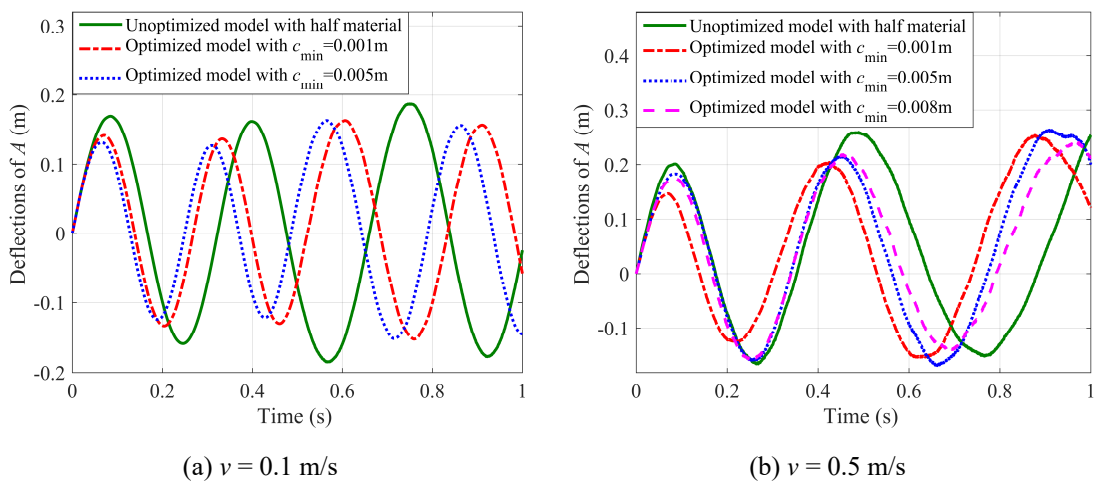 Unoptimized model with half material
Optimized model with c_min=0.001m
Optimized model with c_min=0.005m
0.3
0.2
0.1
0
-0.1
-0.2
Deflections of A (m)
0 0.2 0.4 0.6 0.8 1
Time (s)
(a) v = 0.1 m/s
Unoptimized model with half material
Optimized model with c_min=0.001m
Optimized model with c_min=0.005m
Optimized model with c_min=0.008m
0.4
0.3
0.2
0.1
0
-0.1
Deflections of A (m)
0 0.2 0.4 0.6 0.8 1
Time (s)
(b) v = 0.5 m/s